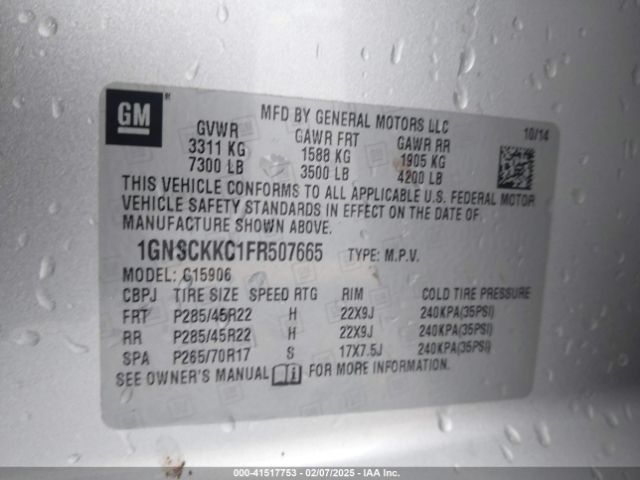 GM
MFD BY GENERAL MOTORS LLC
10/14
GVWR GAWR FRT GAWR RR
3311 KG 1588 KG 1905 KG
7300 LB 3500 LB 4200 LB
THIS VEHICLE CONFORMS TO ALL APPLICABLE U.S. FEDERAL MOTOR
VEHICLE SAFETY STANDARDS IN EFFECT ON THE DATE OF
MANUFACTURE SHOWN ABOVE.
1GNSCKKC1FR507665 TYPE: M.P.V.
MODEL: C15906
CBPJ TIRE SIZE SPEED RTG RIM COLD TIRE PRESSURE
FRT P285/45R22 H 22X9J 240KPA(35PSI)
RR P285/45R22 H 22X9J 240KPA(35PSI)
SPA P265/70R17 S 17X7.5J 240KPA(35PSI)
SEE OWNER'S MANUAL FOR MORE INFORMATION.
000-41517753 - 02/07/2025 - IAA Inc.